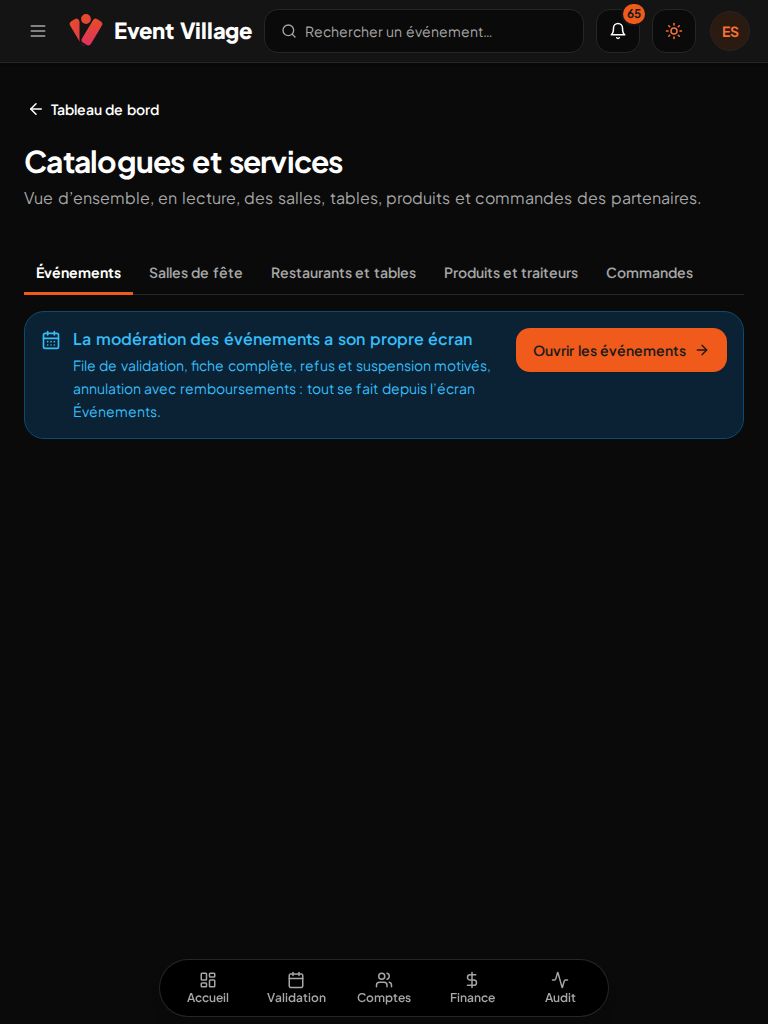 Event Village
Rechercher un événement…
65
ES
Tableau de bord
Catalogues et services
Vue d’ensemble, en lecture, des salles, tables, produits et commandes des partenaires.
Événements
Salles de fête
Restaurants et tables
Produits et traiteurs
Commandes
La modération des événements a son propre écran
File de validation, fiche complète, refus et suspension motivés,
annulation avec remboursements : tout se fait depuis l’écran
Événements.
Ouvrir les événements
Accueil
Validation
Comptes
Finance
Audit